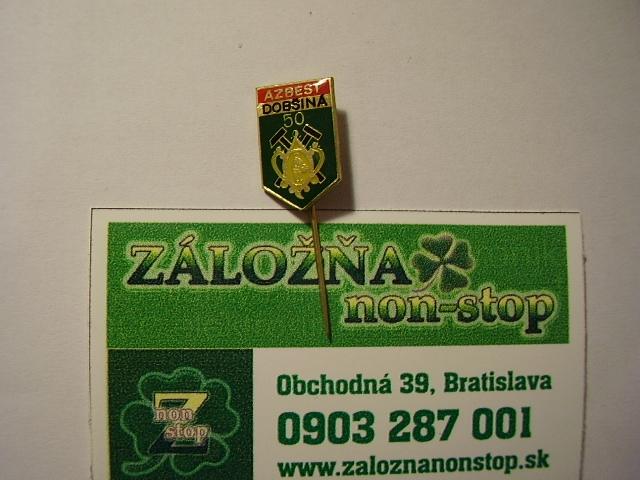 AZBEST
DOBŠINÁ
50
ZÁLOŽŇA
non-stop
Z
non
stop
Obchodná 39, Bratislava
0903 287 001
www.zaloznanonstop.sk